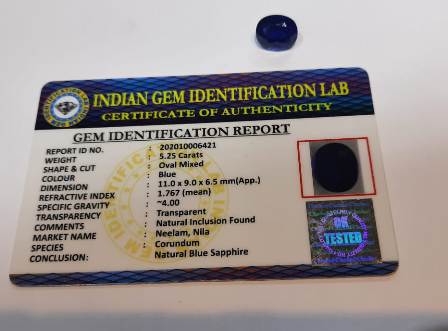 INDIAN GEM IDENTIFICATION LAB
CERTIFICATE OF AUTHENTICITY
GEM IDENTIFICATION REPORT
REPORT ID NO. : 202010006421
WEIGHT : 5.25 Carats
SHAPE & CUT : Oval Mixed
COLOUR : Blue
DIMENSION : 11.0 x 9.0 x 6.5 mm(App.)
REFRACTIVE INDEX : 1.767 (mean)
SPECIFIC GRAVITY : ~4.00
TRANSPARENCY : Transparent
COMMENTS : Natural Inclusion Found
MARKET NAME : Neelam, Nila
SPECIES : Corundum
CONCLUSION: : Natural Blue Sapphire
OK
TESTED